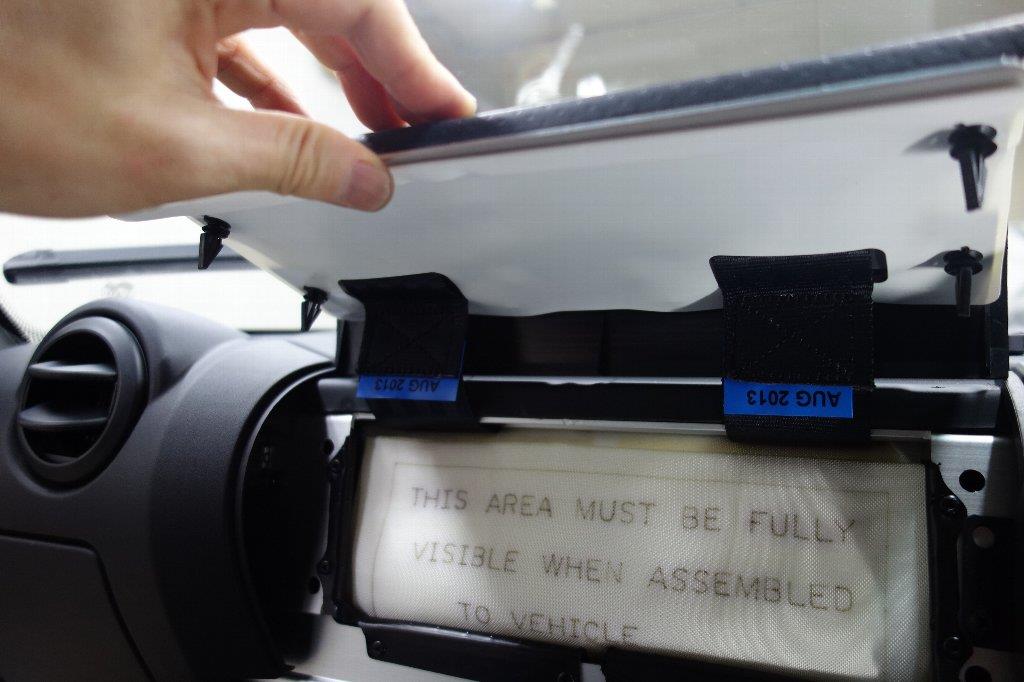 AUG 2013
AUG 2013
THIS AREA MUST BE FULLY
VISIBLE WHEN ASSEMBLED
TO VEHICLE